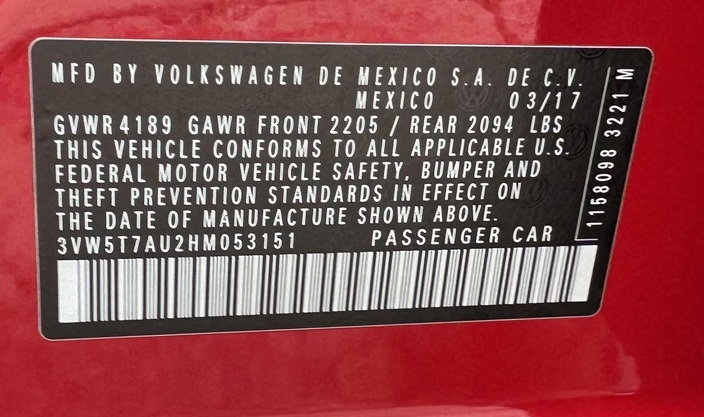 MFD BY VOLKSWAGEN DE MEXICO S.A. DE C.V.
MEXICO 03/17
GVWR 4189 GAWR FRONT 2205 / REAR 2094 LBS
THIS VEHICLE CONFORMS TO ALL APPLICABLE U.S.
FEDERAL MOTOR VEHICLE SAFETY, BUMPER AND
THEFT PREVENTION STANDARDS IN EFFECT ON
THE DATE OF MANUFACTURE SHOWN ABOVE.
3VW5T7AU2HM053151 PASSENGER CAR
1158098 3221 M